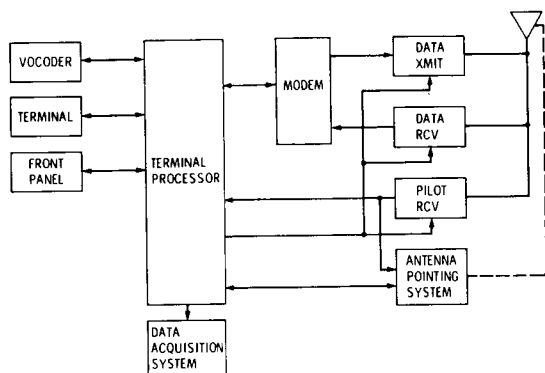 VOCODER
TERMINAL
FRONT
PANEL
TERMINAL
PROCESSOR
DATA
ACQUISITION
SYSTEM
MODEM
DATA
XMIT
DATA
RCV
PILOT
RCV
ANTENNA
POINTING
SYSTEM